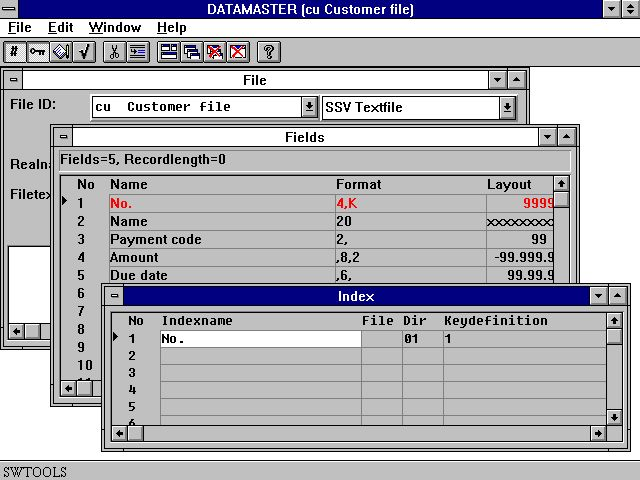 DATAMASTER (cu Customer file)
File Edit Window Help
# ?
File
File ID: cu Customer file SSV Textfile
Fields
Fields=5, Recordlength=0
Realna
Filetex
No Name Format Layout
1 No. 4,K 9999
2 Name 20 xxxxxxxxx
3 Payment code 2, 99
4 Amount ,8,2 -99.999.9
5 Due date ,6, 99.99.9
6
7
8
9
10
Index
No Indexname File Dir Keydefinition
1 No. 01 1
2
3
4
5
SWTOOLS